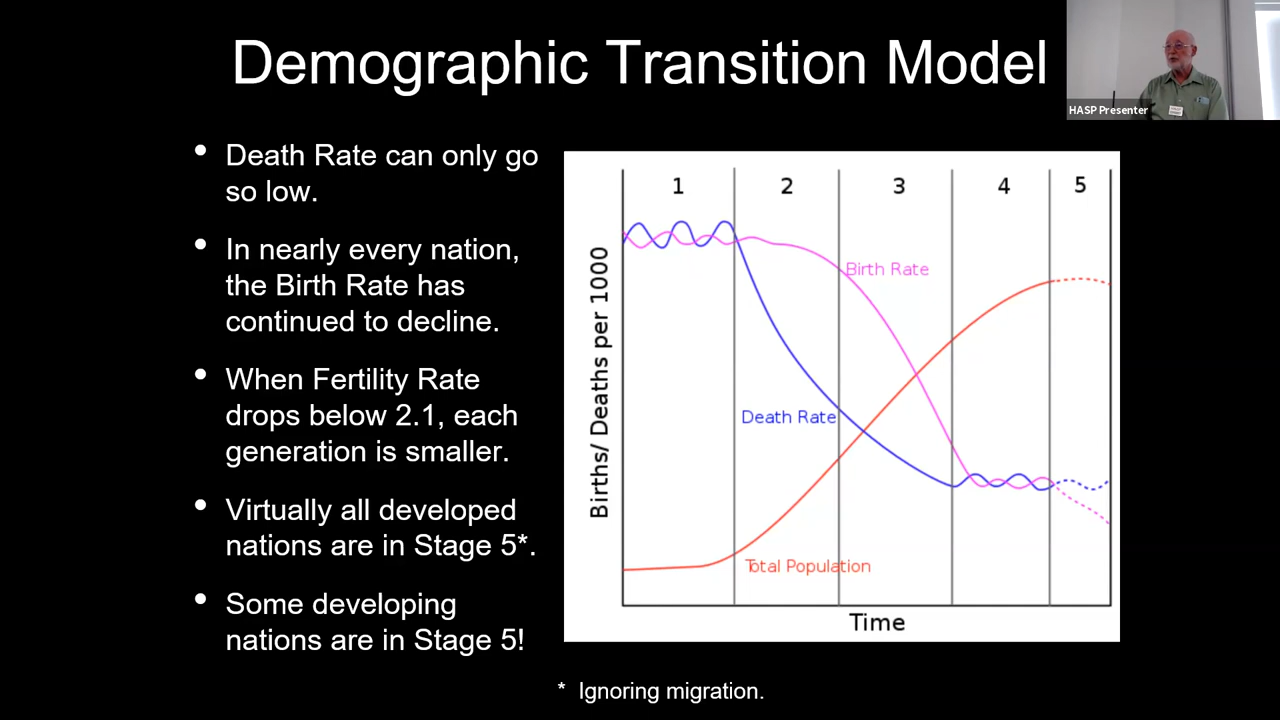 Demographic Transition Model
HASP Presenter
• Death Rate can only go
so low.
• In nearly every nation,
the Birth Rate has
continued to decline.
• When Fertility Rate
drops below 2.1, each
generation is smaller.
• Virtually all developed
nations are in Stage 5*.
• Some developing
nations are in Stage 5!
1 2 3 4 5
Births/ Deaths per 1000
Birth Rate
Death Rate
Total Population
Time
* Ignoring migration.